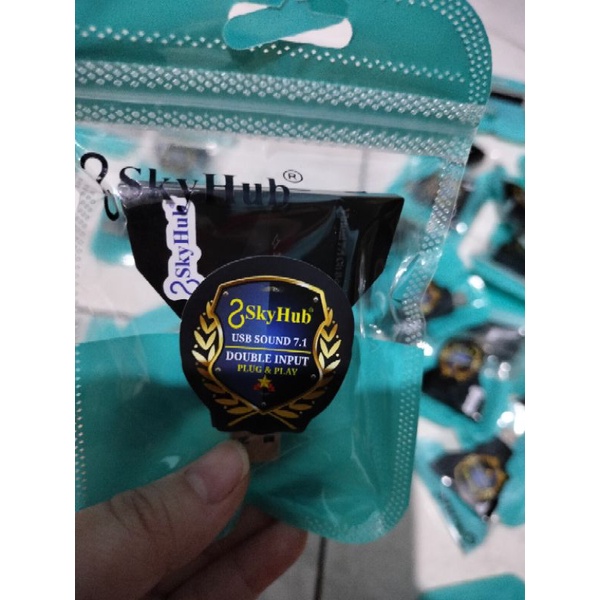 SkyHub®
SkyHub
SkyHub®
USB SOUND 7.1
DOUBLE INPUT
PLUG & PLAY